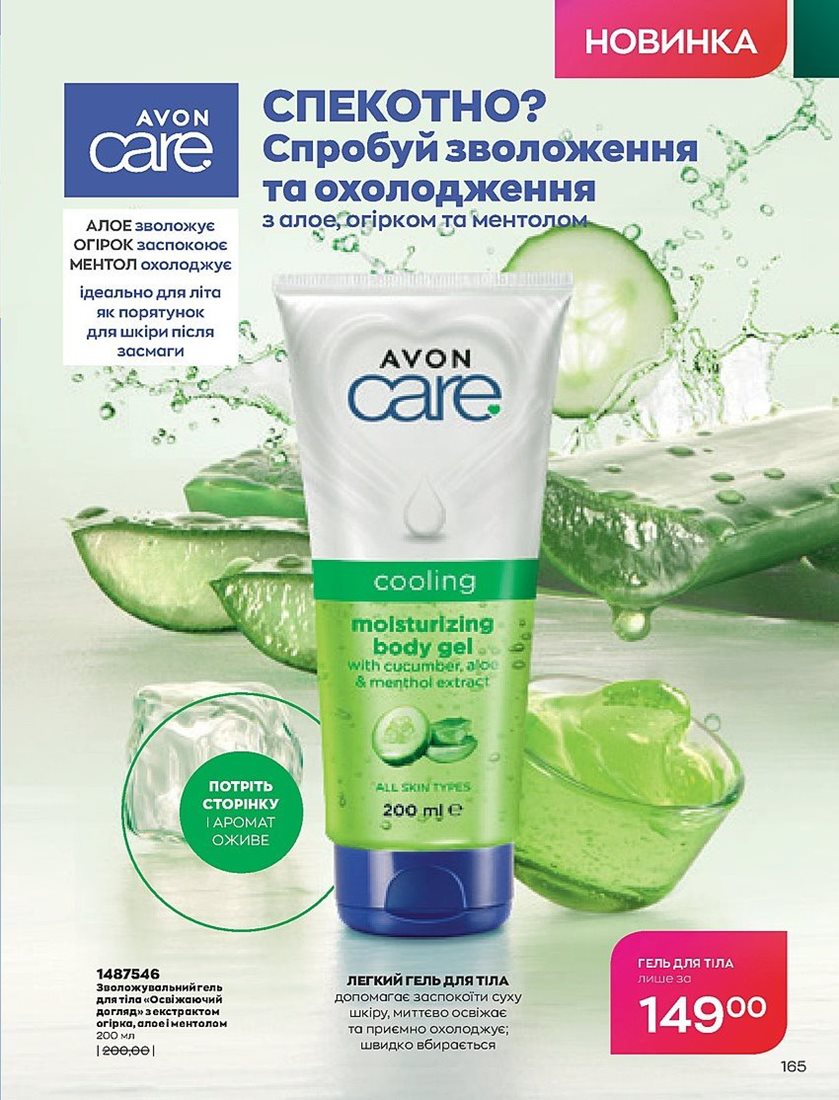 НОВИНКА
AVON
care
СПЕКОТНО?
Спробуй зволоження
та охолодження
з алое, огірком та ментолом
АЛОЕ зволожує
ОГІРОК заспокоює
МЕНТОЛ охолоджує
ідеально для літа
як порятунок
для шкіри після
засмаги
AVON
care
cooling
moisturizing
body gel
with cucumber, aloe
& menthol extract
ALL SKIN TYPES
200 ml e
ПОТРІТЬ
СТОРІНКУ
І АРОМАТ
ОЖИВЕ
1487546
Зволожувальний гель
для тіла «Освіжаючий
догляд» з екстрактом
огірка, алое і ментолом
200 мл
| 200,00 |
ЛЕГКИЙ ГЕЛЬ ДЛЯ ТІЛА
допомагає заспокоїти суху
шкіру, миттєво освіжає
та приємно охолоджує;
швидко вбирається
ГЕЛЬ ДЛЯ ТІЛА
лише за
149⁰⁰
165